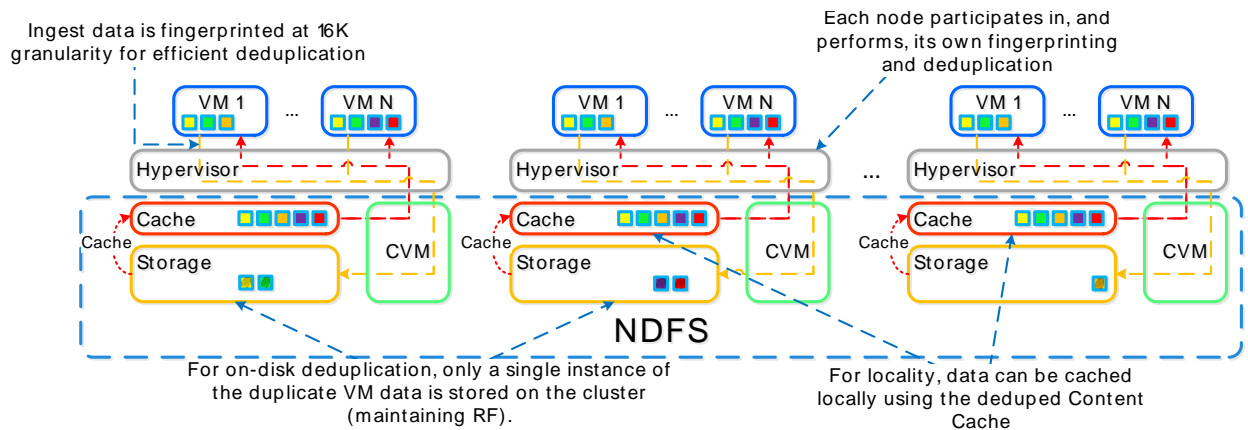 Ingest data is fingerprinted at 16K
granularity for efficient deduplication
Each node participates in, and
performs, its own fingerprinting
and deduplication
VM 1
...
VM N
VM 1
...
VM N
VM 1
...
VM N
Hypervisor
Hypervisor
...
Hypervisor
Cache
Cache
Cache
Cache
Cache
Cache
CVM
CVM
CVM
Storage
Storage
Storage
NDFS
For on-disk deduplication, only a single instance of
the duplicate VM data is stored on the cluster
(maintaining RF).
For locality, data can be cached
locally using the deduped Content
Cache